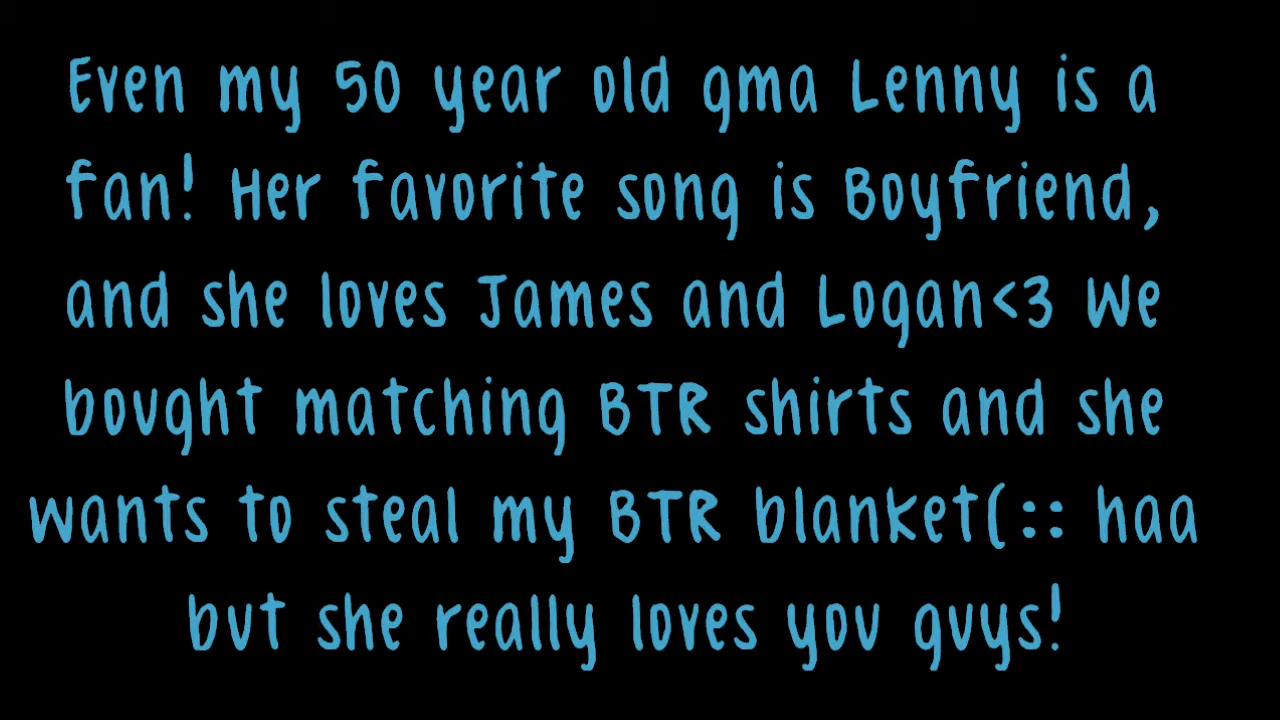 Even my 50 year old gma Lenny is a
fan! Her favorite song is Boyfriend,
and she loves James and Logan<3 We
bought matching BTR shirts and she
wants to steal my BTR blanket(:: haa
but she really loves you guys!